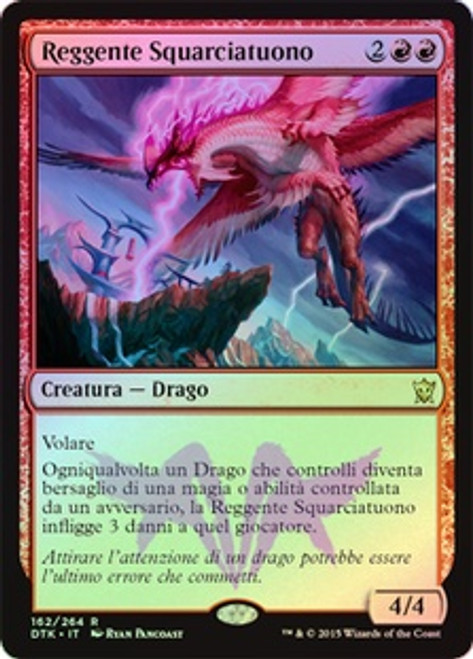 Reggente Squarciatuono 2
Creatura — Drago
Volare
Ogniqualvolta un Drago che controlli diventa
bersaglio di una magia o abilità controllata
da un avversario, la Reggente Squarciatuono
infligge 3 danni a quel giocatore.
Attirare l'attenzione di un drago potrebbe essere
l'ultimo errore che commetti.
4/4
162/264 R
DTK • IT Ryan Pancoast ™ & © 2015 Wizards of the Coast